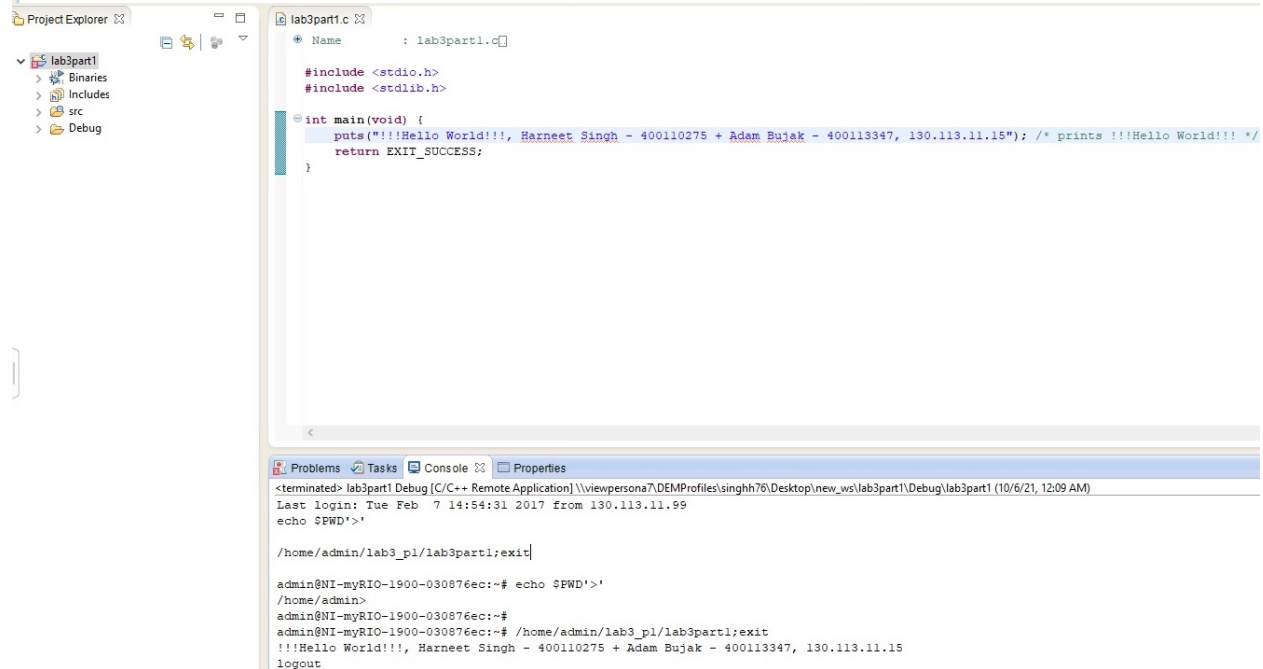 Project Explorer
lab3part1
Binaries
Includes
src
Debug
lab3part1.c
Name        : lab3part1.c
#include <stdio.h>
#include <stdlib.h>
int main(void) {
    puts("!!!Hello World!!!, Harneet Singh - 400110275 + Adam Bujak - 400113347, 130.113.11.15"); /* prints !!!Hello World!!! */
    return EXIT_SUCCESS;
}
Problems Tasks Console Properties
<terminated> lab3part1 Debug [C/C++ Remote Application] \\viewpersona7\DEMProfiles\singhh76\Desktop\new_ws\lab3part1\Debug\lab3part1 (10/6/21, 12:09 AM)
Last login: Tue Feb  7 14:54:31 2017 from 130.113.11.99
echo $PWD'>'
/home/admin/lab3_p1/lab3part1;exit
admin@NI-myRIO-1900-030876ec:~# echo $PWD'>'
/home/admin>
admin@NI-myRIO-1900-030876ec:~#
admin@NI-myRIO-1900-030876ec:~# /home/admin/lab3_p1/lab3part1;exit
!!!Hello World!!!, Harneet Singh - 400110275 + Adam Bujak - 400113347, 130.113.11.15
logout